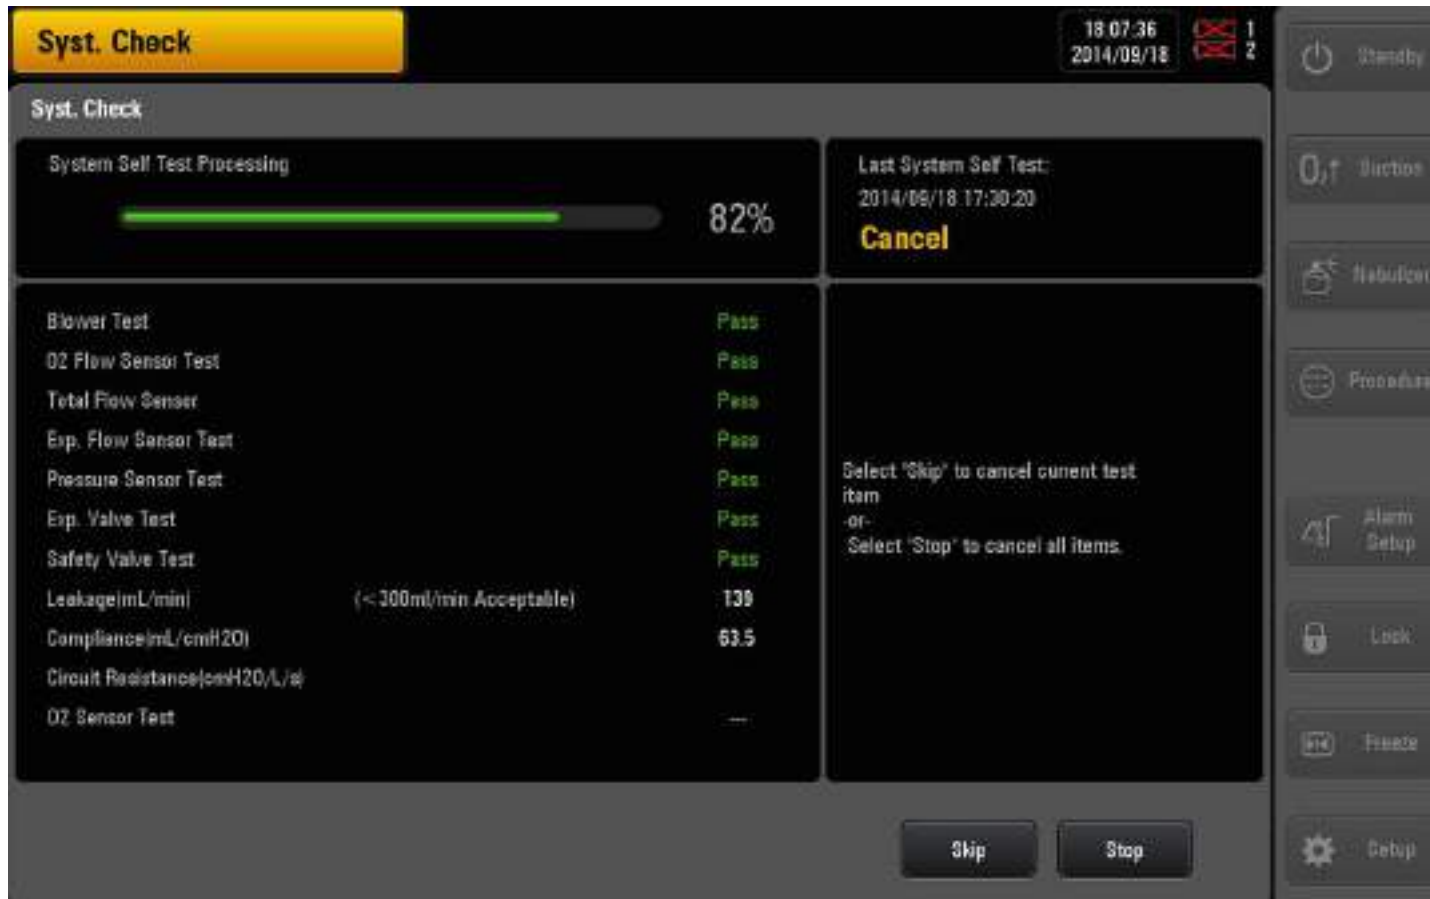 Syst. Check
18:07:36
2014/09/18
1
2
Syst. Check
System Self Test Processing
82%
Last System Self Test:
2014/09/18 17:30:20
Cancel
Blower Test Pass
O2 Flow Sensor Test Pass
Total Flow Sensor Pass
Exp. Flow Sensor Test Pass
Pressure Sensor Test Pass
Exp. Valve Test Pass
Safety Valve Test Pass
Leakage(mL/min) (<300ml/min Acceptable) 139
Compliance(mL/cmH2O) 63.5
Circuit Resistance(cmH2O/L/s)
O2 Sensor Test ---
Select "Skip" to cancel current test
item
-or-
Select "Stop" to cancel all items.
Skip
Stop
Standby
O2↑ Suction
Nebulizer
Procedure
Alarm
Setup
Lock
Freeze
Setup